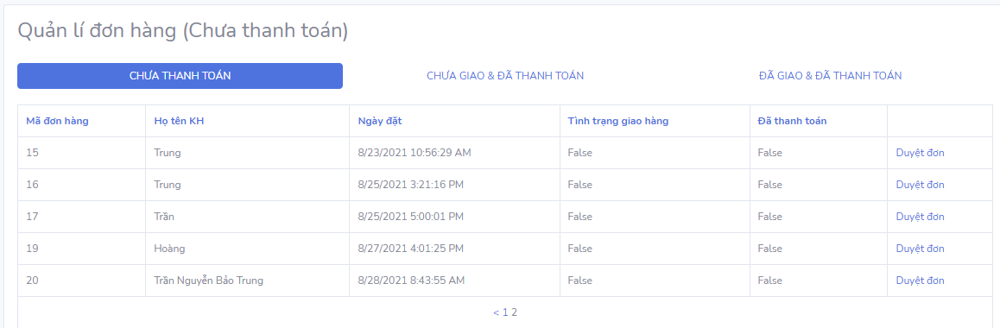 Quản lí đơn hàng (Chưa thanh toán)
CHƯA THANH TOÁN CHƯA GIAO & ĐÃ THANH TOÁN ĐÃ GIAO & ĐÃ THANH TOÁN
Mã đơn hàng Họ tên KH Ngày đặt Tình trạng giao hàng Đã thanh toán
15 Trung 8/23/2021 10:56:29 AM False False Duyệt đơn
16 Trung 8/25/2021 3:21:16 PM False False Duyệt đơn
17 Trần 8/25/2021 5:00:01 PM False False Duyệt đơn
19 Hoàng 8/27/2021 4:01:25 PM False False Duyệt đơn
20 Trần Nguyễn Bảo Trung 8/28/2021 8:43:55 AM False False Duyệt đơn
< 1 2